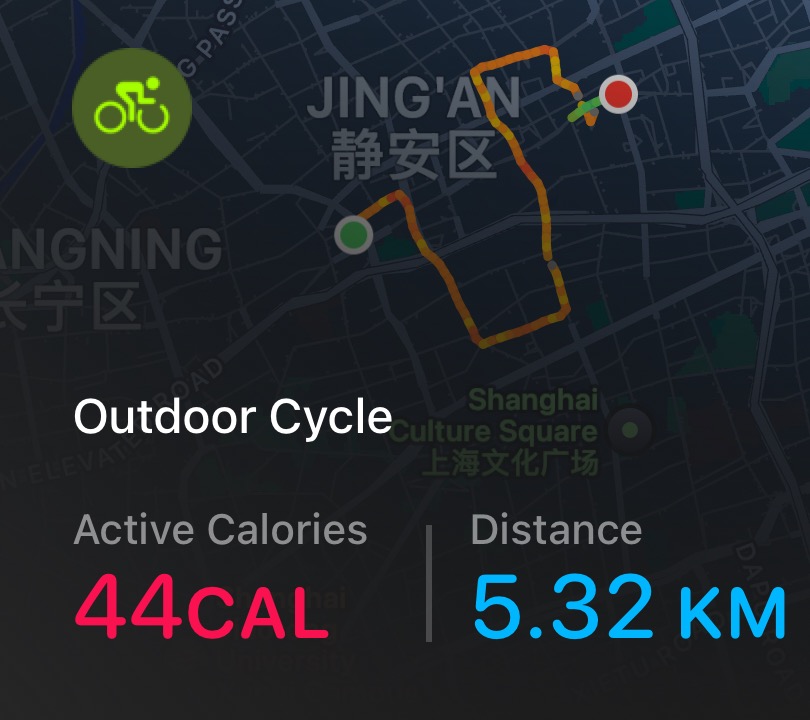 G PASS
JING'AN
静安区
ANGNING
长宁区
ROAD
Outdoor Cycle
N ELEVATE
Shanghai
Culture Square
上海文化广场
Active Calories
Distance
44CAL
5.32 KM